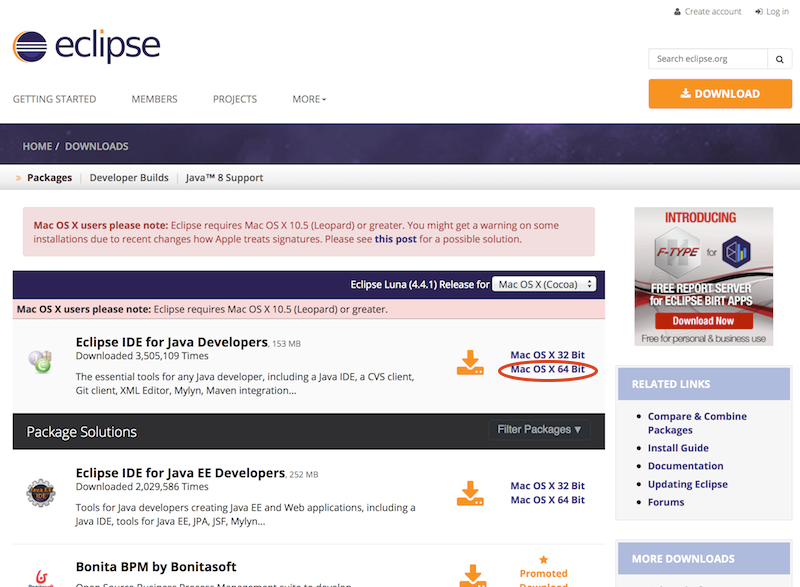 Create account Log in
eclipse
Search eclipse.org
GETTING STARTED MEMBERS PROJECTS MORE
DOWNLOAD
HOME / DOWNLOADS
» Packages Developer Builds Java™ 8 Support
Mac OS X users please note: Eclipse requires Mac OS X 10.5 (Leopard) or greater. You might get a warning on some
installations due to recent changes how Apple treats signatures. Please see this post for a possible solution.
Eclipse Luna (4.4.1) Release for Mac OS X (Cocoa)
Mac OS X users please note: Eclipse requires Mac OS X 10.5 (Leopard) or greater.
Eclipse IDE for Java Developers, 153 MB
Downloaded 3,505,109 Times
The essential tools for any Java developer, including a Java IDE, a CVS client,
Git client, XML Editor, Mylyn, Maven integration...
Mac OS X 32 Bit
Mac OS X 64 Bit
Package Solutions
Filter Packages ▼
Eclipse IDE for Java EE Developers, 252 MB
Downloaded 2,029,586 Times
Tools for Java developers creating Java EE and Web applications, including a
Java IDE, tools for Java EE, JPA, JSF, Mylyn...
Java EE
IDE
Mac OS X 32 Bit
Mac OS X 64 Bit
Bonita BPM by Bonitasoft
Open Source Business Process Management suite to develop
Promoted
Download
INTRODUCING
F-TYPE for
FREE REPORT SERVER
for ECLIPSE BIRT APPS
Download Now
Free for personal & business use
RELATED LINKS
Compare & Combine
Packages
Install Guide
Documentation
Updating Eclipse
Forums
MORE DOWNLOADS